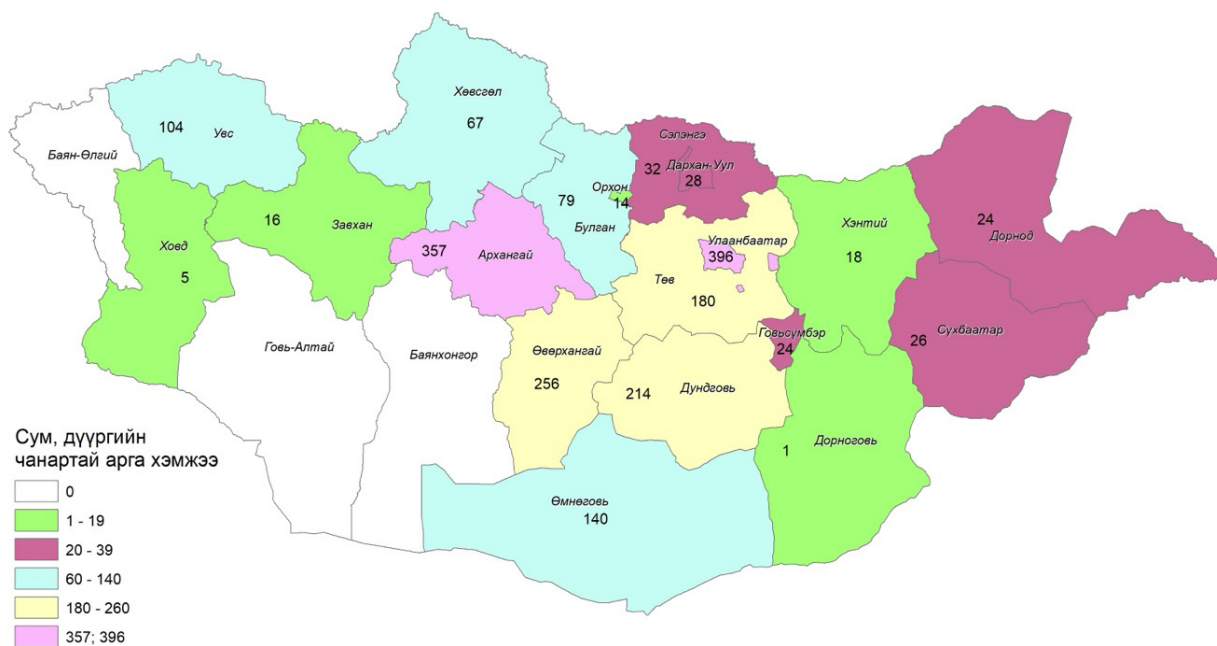 Хөвсгөл
67
104
Увс
Баян-Өлгий
Сэлэнгэ
32
Дархан-Уул
28
Орхон
14
79
Булган
16
Завхан
Ховд
5
357
Архангай
Улаанбаатар
396
Төв
180
Хэнтий
18
24
Дорнод
Говь-Алтай
Баянхонгор
Өвөрхангай
256
214
Дундговь
Говьсүмбэр
24
26
Сүхбаатар
1
Дорноговь
Өмнөговь
140
Сум, дүүргийн
чанартай арга хэмжээ
0
1 - 19
20 - 39
60 - 140
180 - 260
357; 396